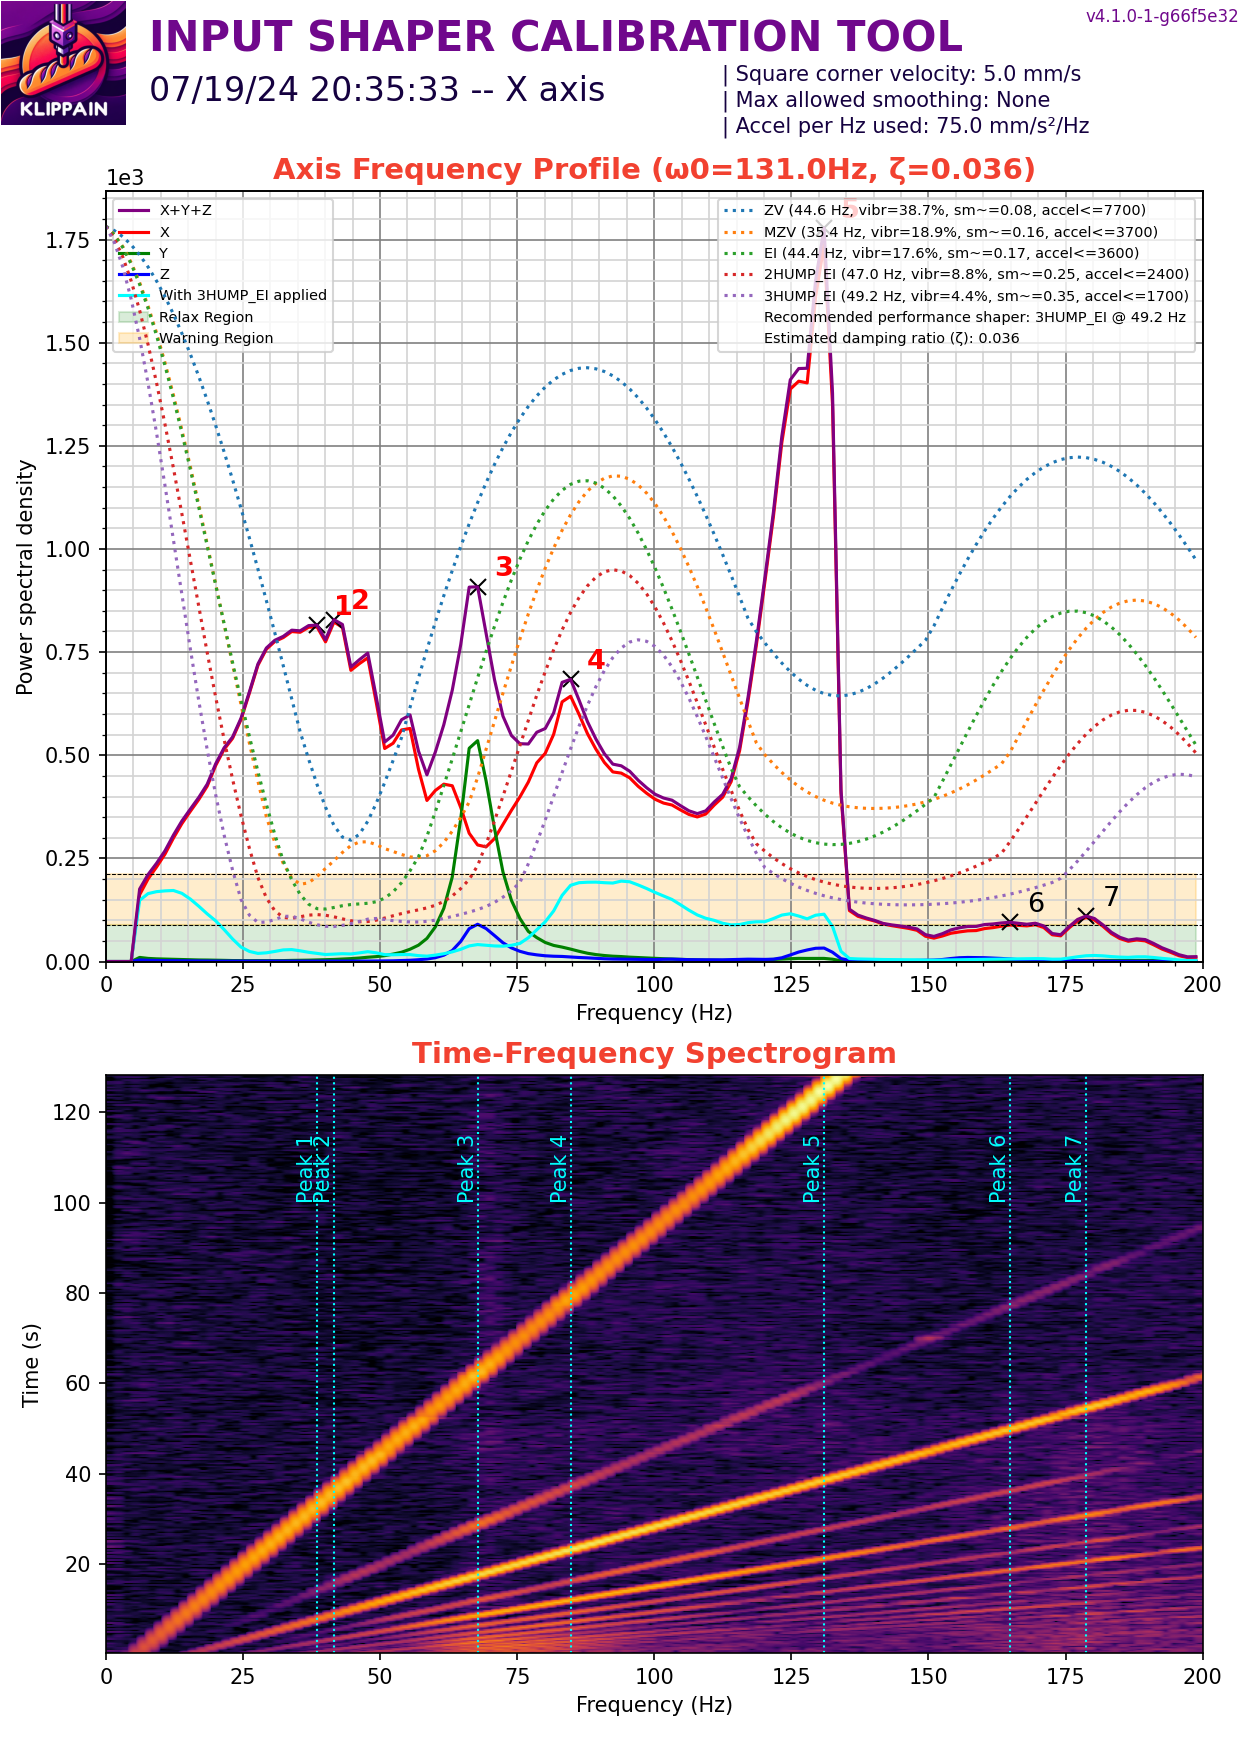 v4.1.0-1-g66f5e32
INPUT SHAPER CALIBRATION TOOL
07/19/24 20:35:33 -- X axis
| Square corner velocity: 5.0 mm/s
| Max allowed smoothing: None
| Accel per Hz used: 75.0 mm/s²/Hz
KLIPPAIN
Axis Frequency Profile (ω0=131.0Hz, ζ=0.036)
1e3
X+Y+Z
X
Y
Z
With 3HUMP_EI applied
Relax Region
Warning Region
ZV (44.6 Hz, vibr=38.7%, sm~=0.08, accel<=7700)
MZV (35.4 Hz, vibr=18.9%, sm~=0.16, accel<=3700)
EI (44.4 Hz, vibr=17.6%, sm~=0.17, accel<=3600)
2HUMP_EI (47.0 Hz, vibr=8.8%, sm~=0.25, accel<=2400)
3HUMP_EI (49.2 Hz, vibr=4.4%, sm~=0.35, accel<=1700)
Recommended performance shaper: 3HUMP_EI @ 49.2 Hz
Estimated damping ratio (ζ): 0.036
5
1.75
1.50
1.25
1.00
0.75
0.50
0.25
0.00
Power spectral density
1
2
3
4
6
7
0 25 50 75 100 125 150 175 200
Frequency (Hz)
Time-Frequency Spectrogram
120
100
80
60
40
20
Time (s)
Peak 1
Peak 2
Peak 3
Peak 4
Peak 5
Peak 6
Peak 7
0 25 50 75 100 125 150 175 200
Frequency (Hz)